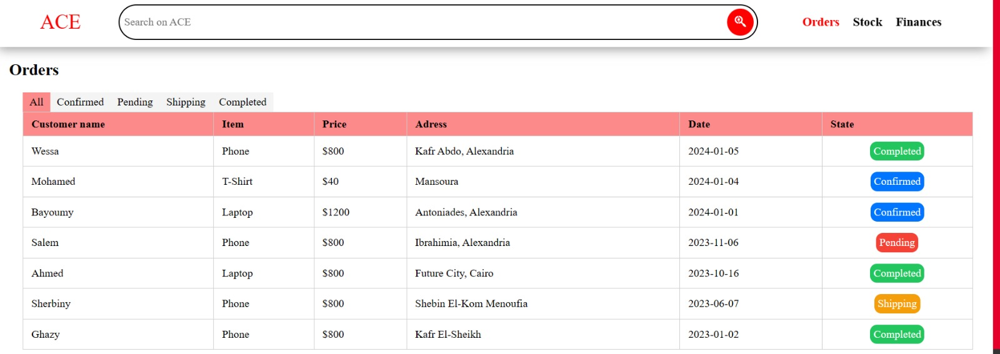 ACE
Search on ACE
Orders Stock Finances
Orders
All Confirmed Pending Shipping Completed
Customer name Item Price Adress Date State
Wessa Phone $800 Kafr Abdo, Alexandria 2024-01-05 Completed
Mohamed T-Shirt $40 Mansoura 2024-01-04 Confirmed
Bayoumy Laptop $1200 Antoniades, Alexandria 2024-01-01 Confirmed
Salem Phone $800 Ibrahimia, Alexandria 2023-11-06 Pending
Ahmed Laptop $800 Future City, Cairo 2023-10-16 Completed
Sherbiny Phone $800 Shebin El-Kom Menoufia 2023-06-07 Shipping
Ghazy Phone $800 Kafr El-Sheikh 2023-01-02 Completed